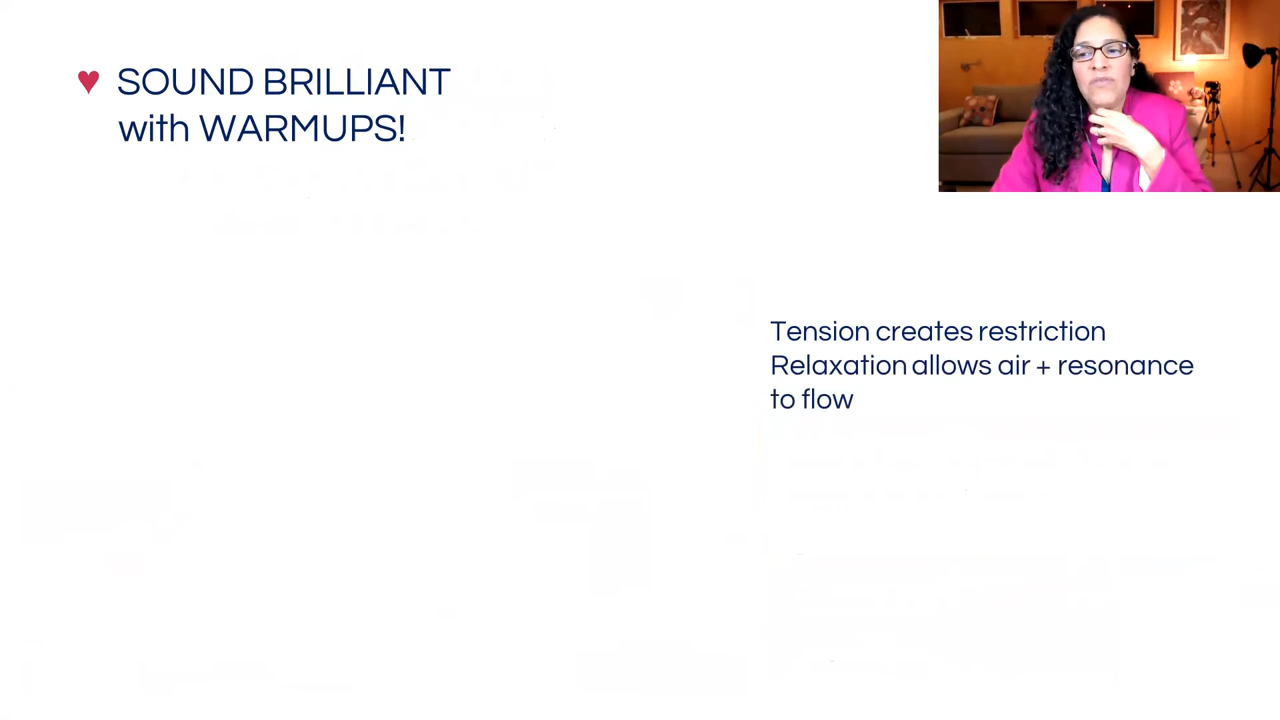 ♥ SOUND BRILLIANT
with WARMUPS!
Tension creates restriction
Relaxation allows air + resonance
to flow